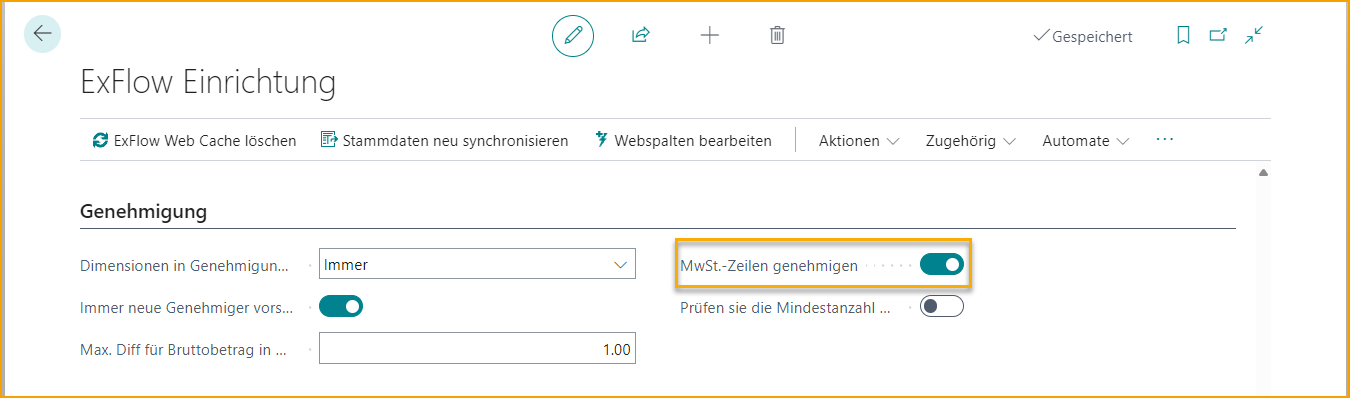 Gespeichert
ExFlow Einrichtung
ExFlow Web Cache löschen Stammdaten neu synchronisieren Webspalten bearbeiten Aktionen Zugehörig Automate ...
Genehmigung
Dimensionen in Genehmigun... Immer MwSt.-Zeilen genehmigen
Immer neue Genehmiger vors... Prüfen sie die Mindestanzahl ...
Max. Diff für Bruttobetrag in ... 1.00